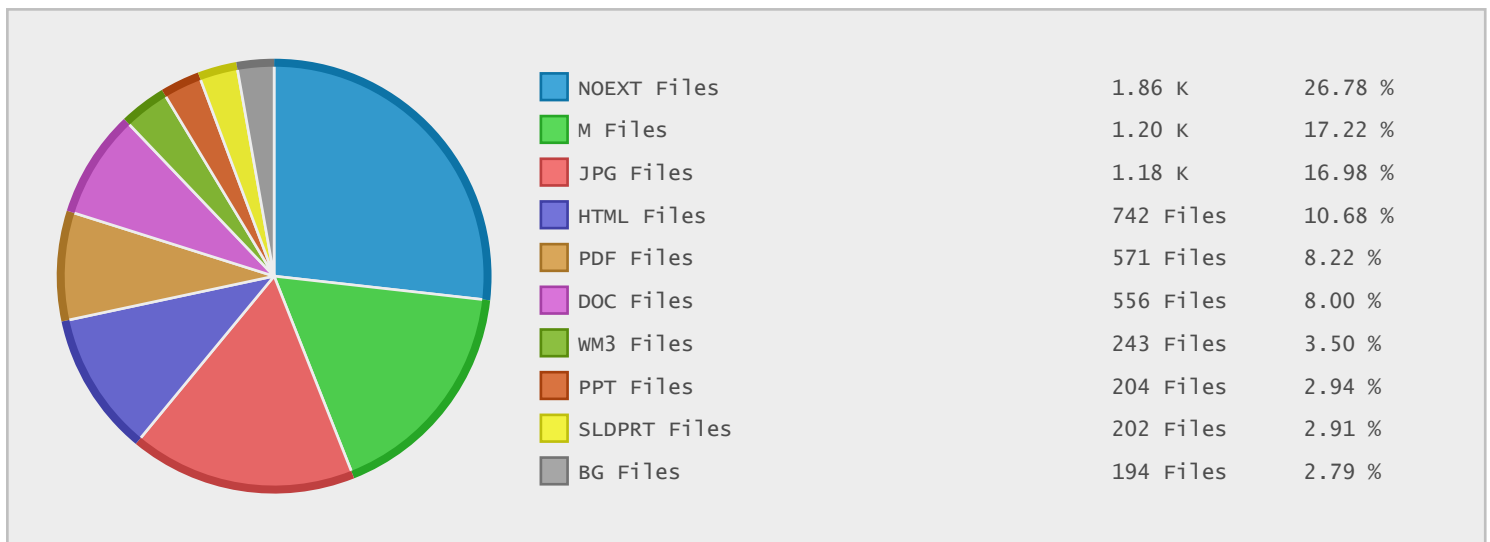 NOEXT Files 1.86 K 26.78 %
M Files 1.20 K 17.22 %
JPG Files 1.18 K 16.98 %
HTML Files 742 Files 10.68 %
PDF Files 571 Files 8.22 %
DOC Files 556 Files 8.00 %
WM3 Files 243 Files 3.50 %
PPT Files 204 Files 2.94 %
SLDPRT Files 202 Files 2.91 %
BG Files 194 Files 2.79 %